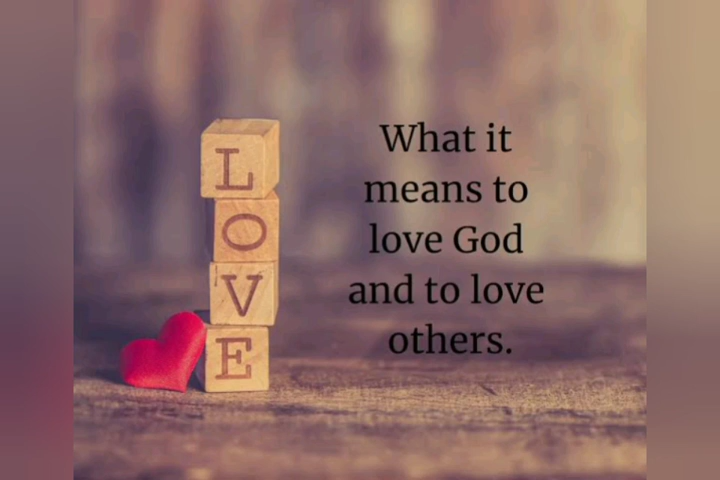 L
O
V
E
What it
means to
love God
and to love
others.